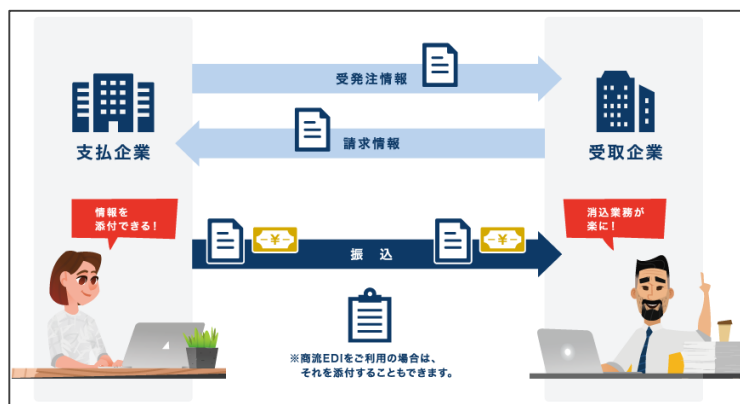 受発注情報
請求情報
支払企業
受取企業
情報を
添付できる!
消込業務が
楽に!
¥
¥
振込
※商流EDIをご利用の場合は、
それを添付することもできます。